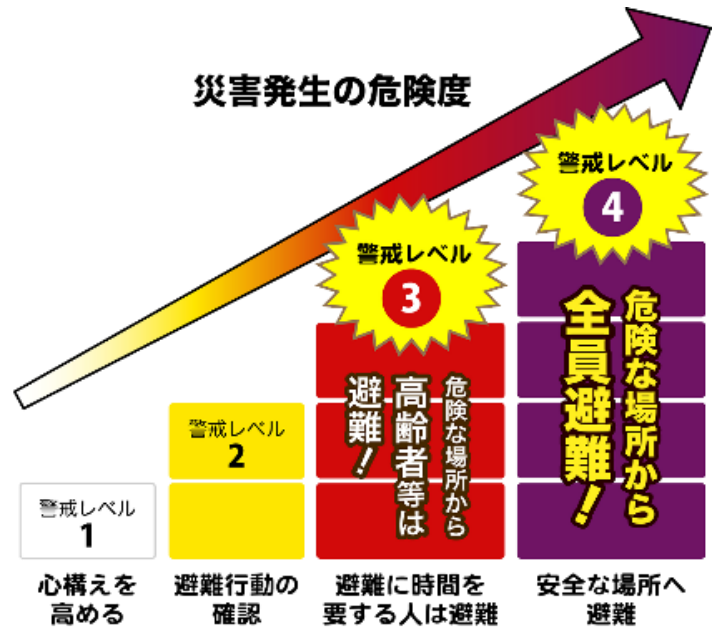 災害発生の危険度
警戒レベル
4
危険な場所から
全員避難！
警戒レベル
3
危険な場所から
高齢者等は
避難！
警戒レベル
2
警戒レベル
1
心構えを
高める
避難行動の
確認
避難に時間を
要する人は避難
安全な場所へ
避難